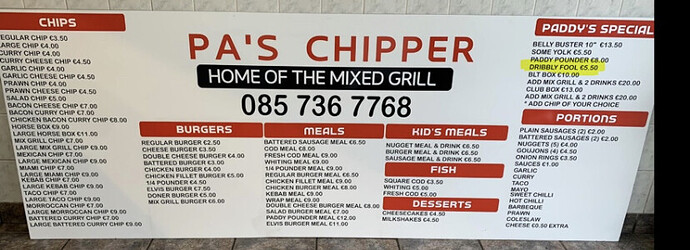 CHIPS
REGULAR CHIP €3.50
LARGE CHIP €4.00
CURRY CHIP €4.00
GARLIC CHIP €4.00
GARLIC CHEESE CHIP €4.50
PRAWN CHIP €4.00
PRAWN CHEESE CHIP €4.50
SALAD CHIP €5.00
BACON CHEESE CHIP €7.00
BACON CURRY CHIP €7.00
CHICKEN BACON CURRY CHIP €8.00
HORSE BOX €9.00
LARGE HORSE BOX €11.00
MIX GRILL CHIP €7.00
LARGE MIX GRILL CHIP €9.00
MEXICAN CHIP €7.00
LARGE MEXICAN CHIP €9.00
MIAMI CHIP €7.00
LARGE MIAMI CHIP €9.00
KEBAB CHIP €7.00
LARGE KEBAB CHIP €9.00
TACO CHIP €7.00
LARGE TACO CHIP €9.00
MORROCCAN CHIP €7.00
LARGE MORROCCAN CHIP €9.00
BATTERED CURRY CHIP €7.00
LARGE BATTERED CURRY CHIP €9.00
PA'S CHIPPER
HOME OF THE MIXED GRILL
085 736 7768
BURGERS
REGULAR BURGER €2.50
CHEESE BURGER €3.50
DOUBLE CHEESE BURGER €4.00
BATTERED BURGER €3.00
CHICKEN BURGER €4.00
CHICKEN FILLET BURGER €5.00
1/4 POUNDER €4.50
ELVIS BURGER €7.50
DONER BURGER €5.00
MIX GRILL BURGER €6.00
MEALS
BATTERED SAUSAGE MEAL €6.50
COD MEAL €8.00
FRESH COD MEAL €9.00
WHITING MEAL €9.00
1/4 POUNDER MEAL €9.00
REGULAR BURGER MEAL €6.50
CHICKEN BURGER MEAL €6.50
CHICKEN FILLET BURGER MEAL €8.00
KEBAB MEAL €9.00
WRAP MEAL €9.00
DOUBLE CHEESE BURGER MEAL €8.00
SALAD BURGER MEAL €7.00
PADDY POUNDER MEAL €12.00
ELVIS BURGER MEAL €11.00
KID'S MEALS
NUGGET MEAL & DRINK €6.50
BURGER MEAL & DRINK €6.50
SAUSAGE MEAL & DRINK €6.50
FISH
SQUARE COD €3.50
WHITING €5.00
FRESH COD €5.00
DESSERTS
CHEESECAKES €4.50
MILKSHAKES €4.50
PADDY'S SPECIAL
BELLY BUSTER 10" €13.50
SOME YOLK €5.50
PADDY POUNDER €8.00
DRIBBLY FOOL €5.50
BLT BOX €10.00
ADD MIX GRILL & 2 DRINKS €20.00
CLUB BOX €13.00
ADD MIX GRILL & 2 DRINKS €20.00
* ADD CHIP OF YOUR CHOICE
PORTIONS
PLAIN SAUSAGES (2) €2.00
BATTERED SAUSAGES (2) €2.00
NUGGETS (5) €4.00
GOUJONS (4) €4.50
ONION RINGS €3.50
SAUCES €1.00
GARLIC
CURRY
TACO
MAYO
SWEET CHILLI
HOT CHILLI
BARBEQUE
PRAWN
COLESLAW
CHEESE €0.50 EXTRA